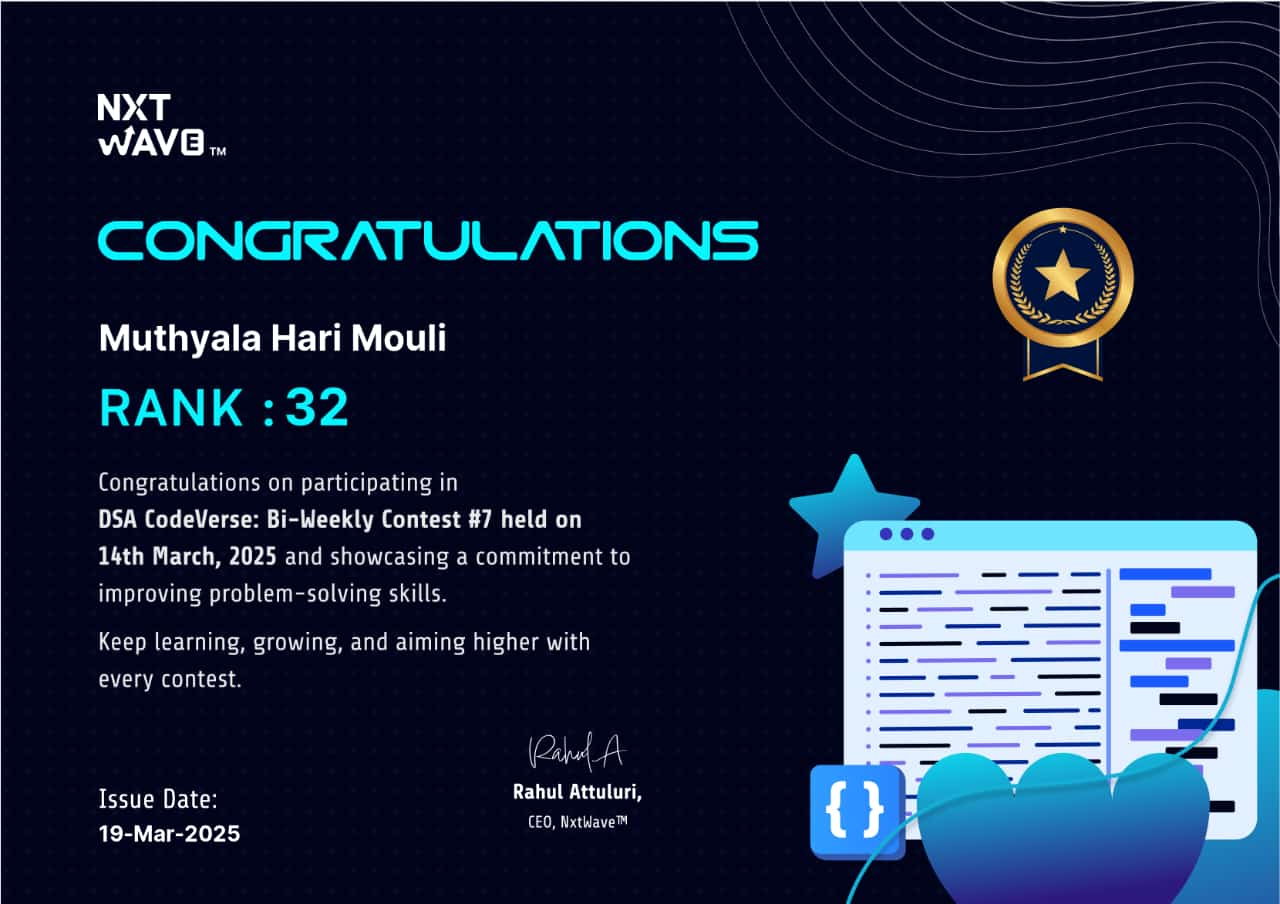 NXT
WAVE™
CONGRATULATIONS
Muthyala Hari Mouli
RANK : 32
Congratulations on participating in
DSA CodeVerse: Bi-Weekly Contest #7 held on
14th March, 2025 and showcasing a commitment to
improving problem-solving skills.
Keep learning, growing, and aiming higher with
every contest.
Rahul A
Rahul Attuluri,
CEO, NxtWave™
Issue Date:
19-Mar-2025
{ }